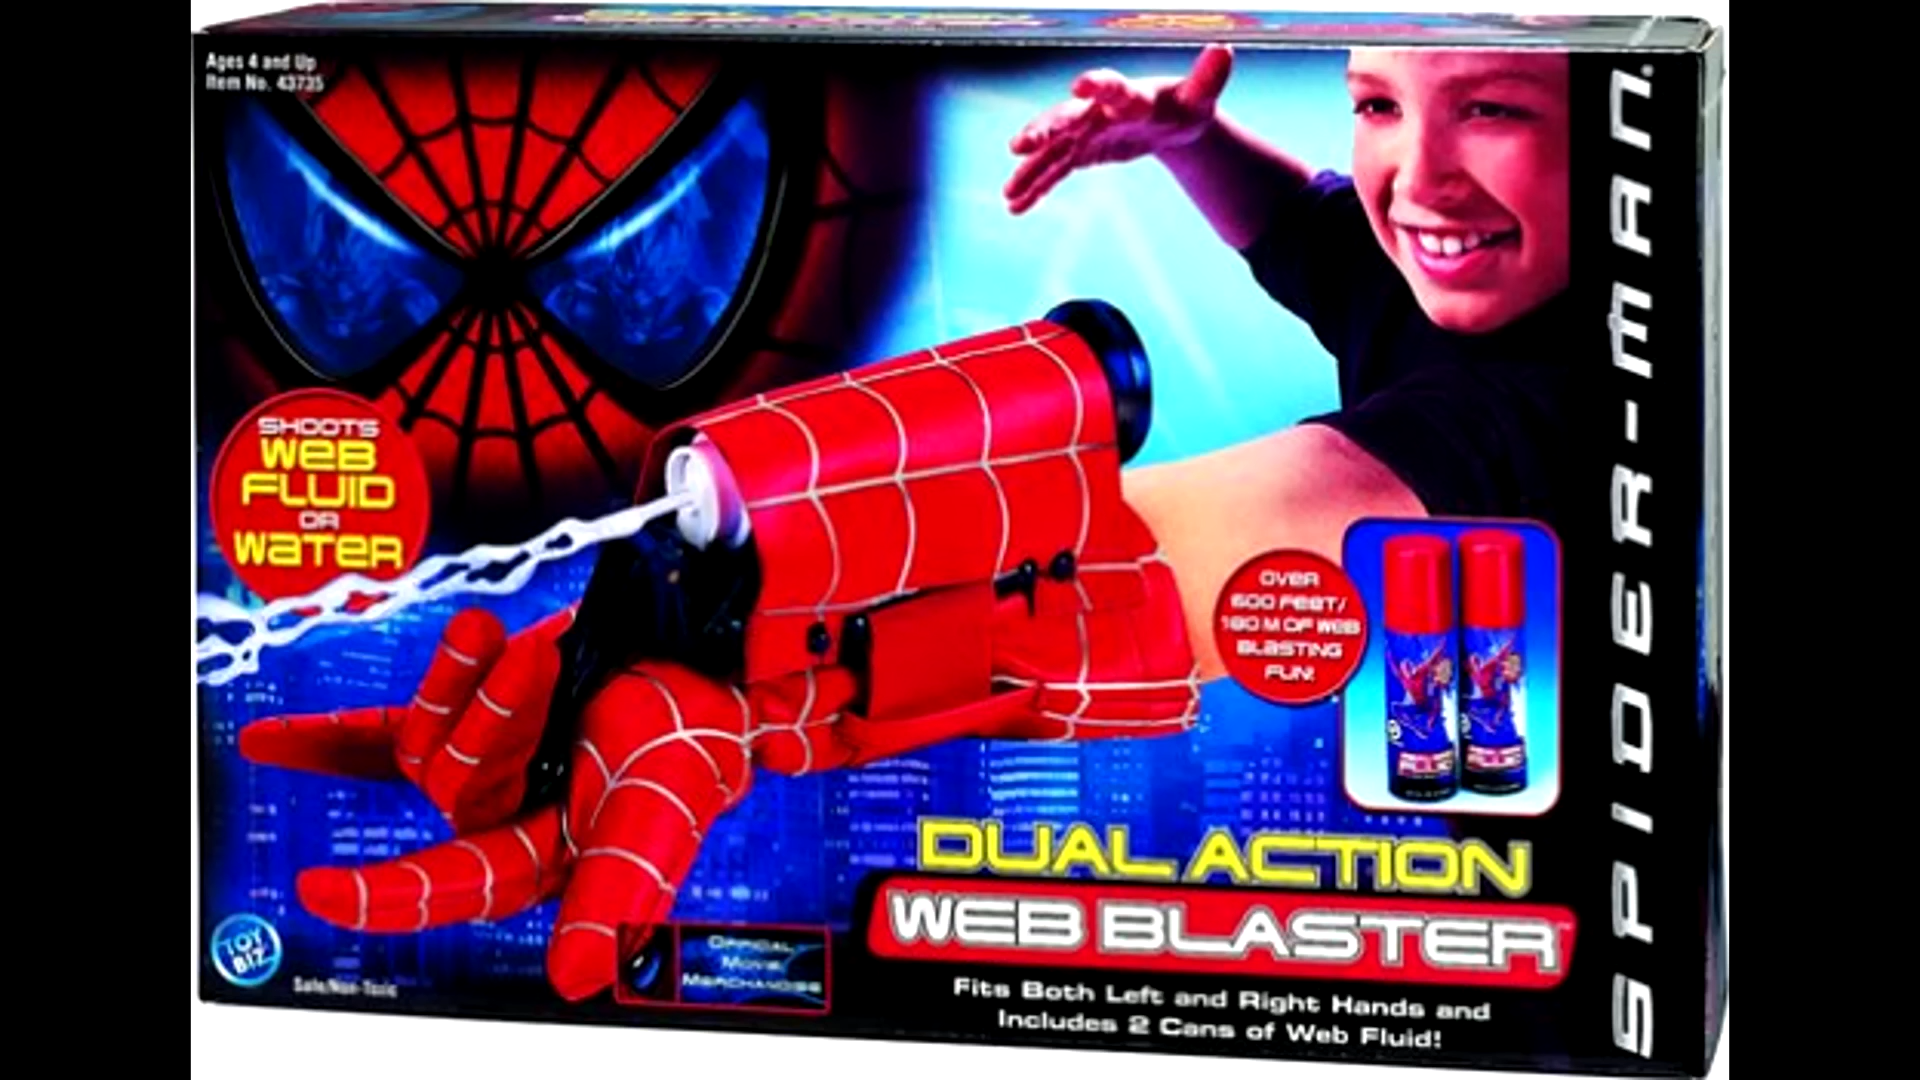 Ages 4 and Up
Item No. 43735
SHOOTS
WEB
FLUID
OR
WATER
OVER
600 FEET/
180 M OF WEB
BLASTING
FUN!
SPIDER-MAN
DUAL ACTION
WEB BLASTER
Fits Both Left and Right Hands and
Includes 2 Cans of Web Fluid!
TOY
BIZ
Safe/Non-Toxic
OFFICIAL
MOVIE
MERCHANDISE